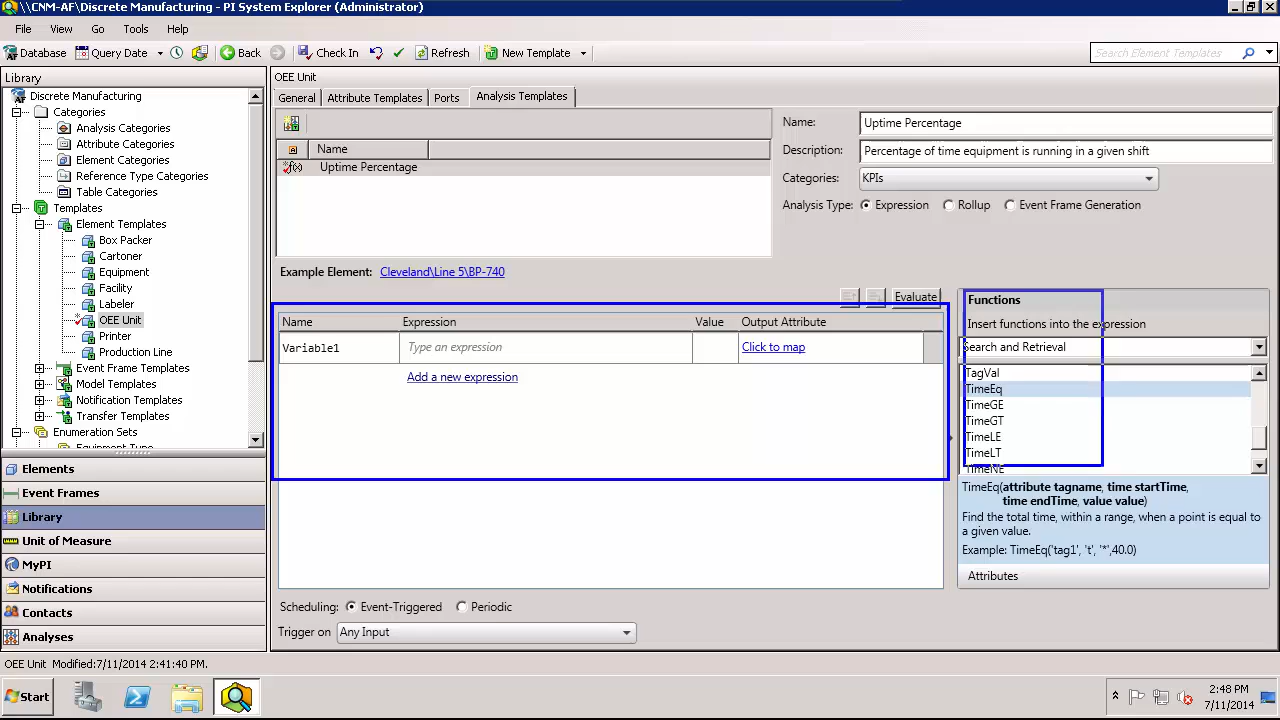 \\CNM-AF\Discrete Manufacturing - PI System Explorer (Administrator)
File View Go Tools Help
Database Query Date Back Check In Refresh New Template Search Element Templates
Library
Discrete Manufacturing
Categories
Analysis Categories
Attribute Categories
Element Categories
Reference Type Categories
Table Categories
Templates
Element Templates
Box Packer
Cartoner
Equipment
Facility
Labeler
OEE Unit
Printer
Production Line
Event Frame Templates
Model Templates
Notification Templates
Transfer Templates
Enumeration Sets
Equipment Type
Elements
Event Frames
Library
Unit of Measure
MyPI
Notifications
Contacts
Analyses
OEE Unit
General Attribute Templates Ports Analysis Templates
Name
f(x) Uptime Percentage
Name: Uptime Percentage
Description: Percentage of time equipment is running in a given shift
Categories: KPIs
Analysis Type: Expression Rollup Event Frame Generation
Example Element: Cleveland\Line 5\BP-740
Evaluate
Name Expression Value Output Attribute
Variable1 Type an expression Click to map
Add a new expression
Functions
Insert functions into the expression
Search and Retrieval
TagVal
TimeEq
TimeGE
TimeGT
TimeLE
TimeLT
TimeNE
TimeEq(attribute tagname, time startTime,
time endTime, value value)
Find the total time, within a range, when a point is equal to
a given value.
Example: TimeEq('tag1', 't', '*',40.0)
Attributes
Scheduling: Event-Triggered Periodic
Trigger on Any Input
OEE Unit Modified:7/11/2014 2:41:40 PM.
Start
2:48 PM
7/11/2014